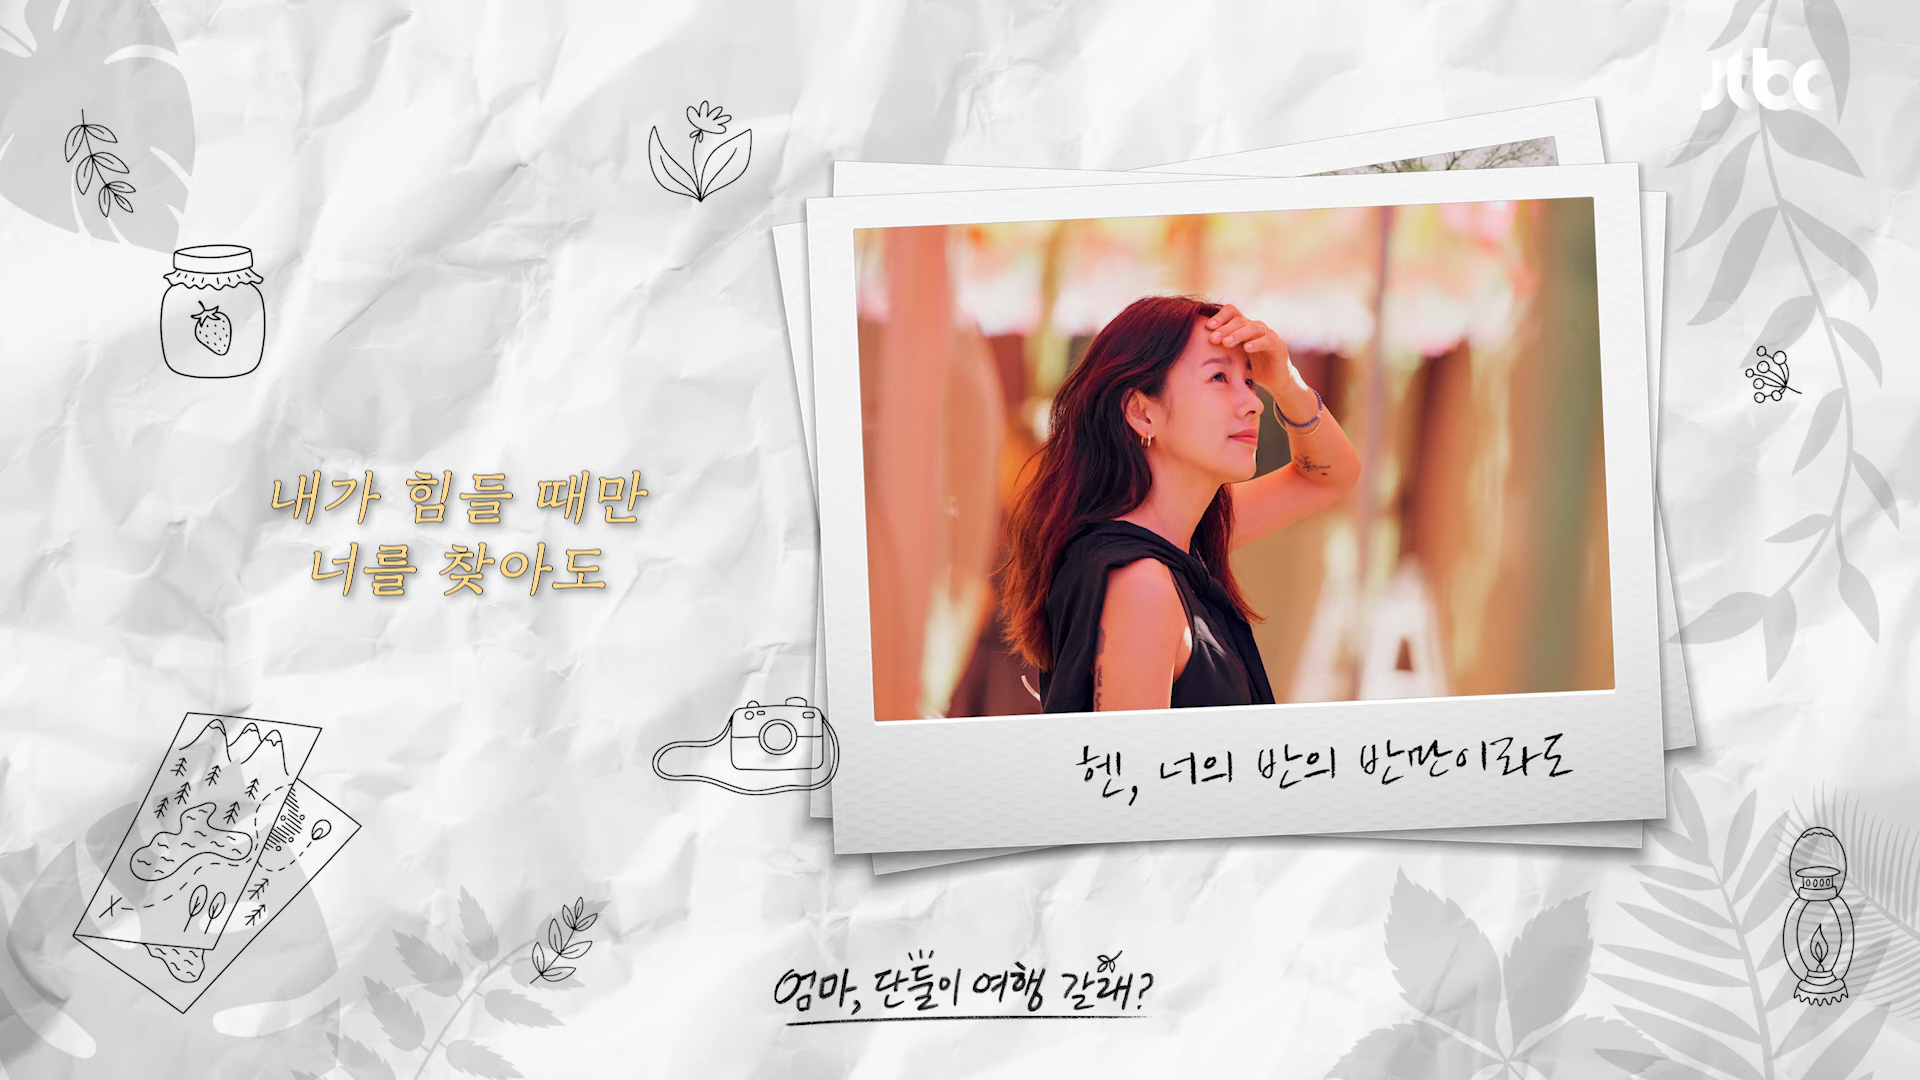 jtbc
내가 힘들 때만
너를 찾아도
헨, 너의 반의 반만이라도
엄마, 단둘이 여행 갈래?